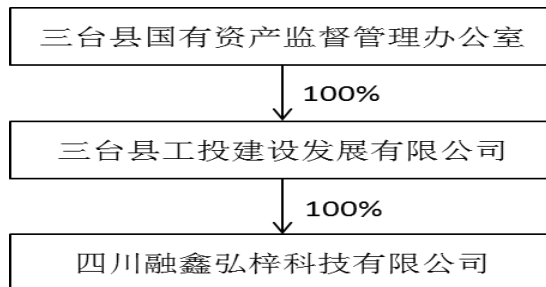 三台县国有资产监督管理办公室
100%
三台县工投建设发展有限公司
100%
四川融鑫弘梓科技有限公司